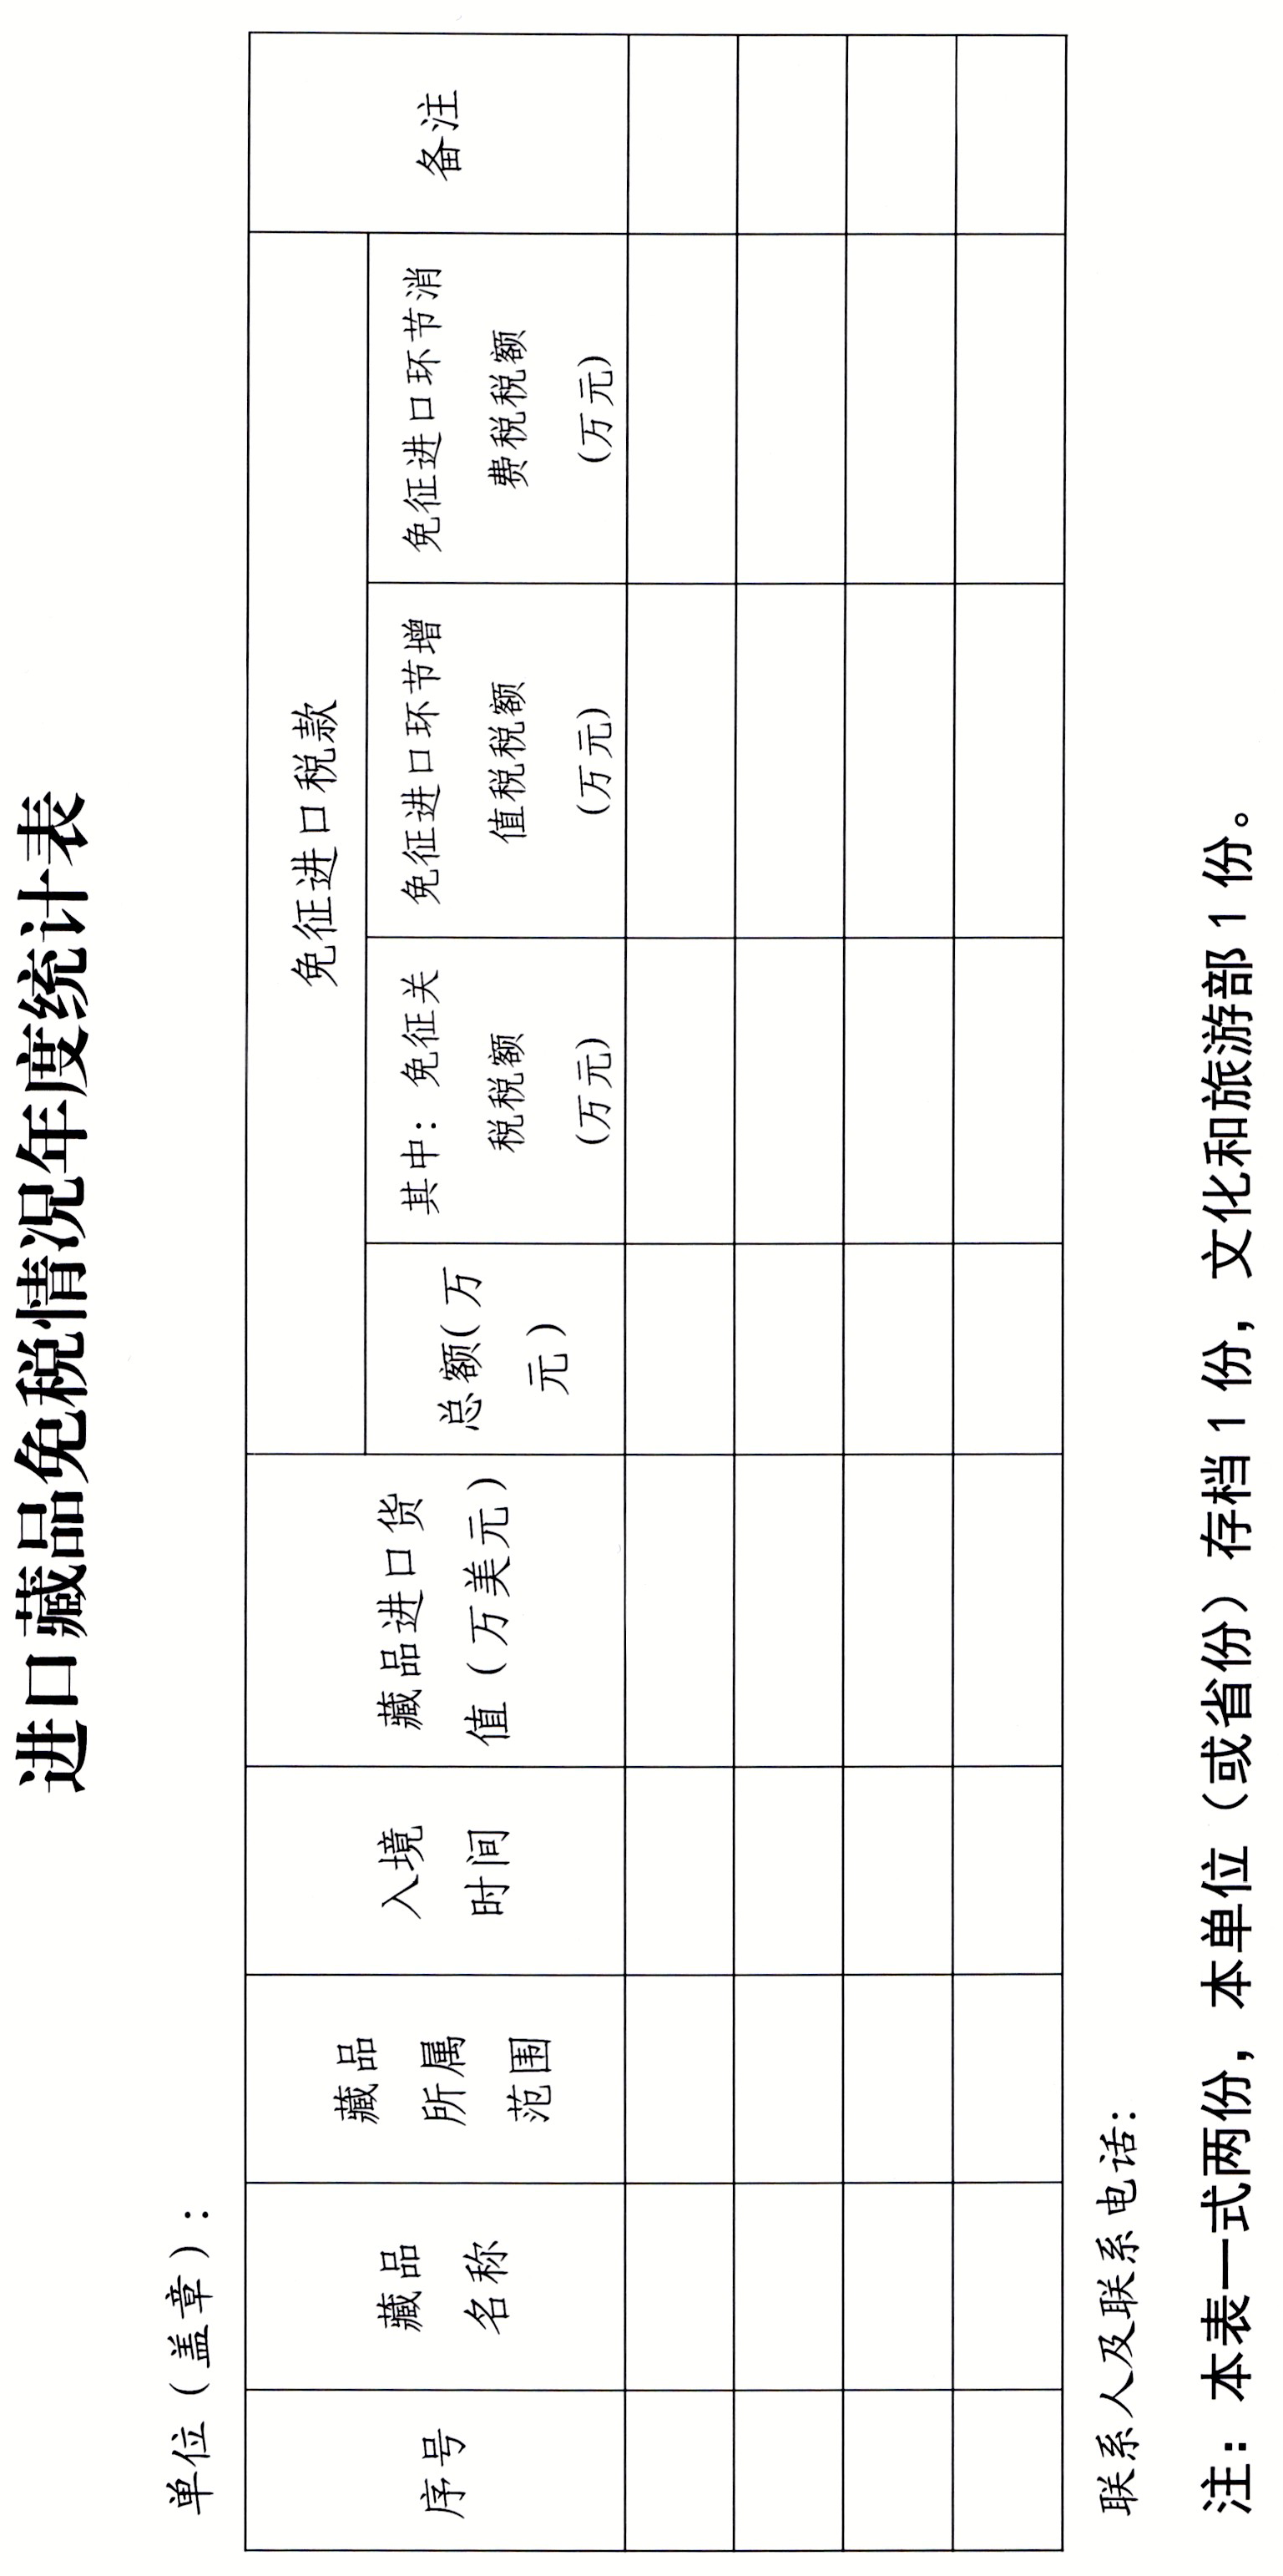 进口藏品免税情况年度统计表
单位（盖章）：
序号
藏品
名称
藏品
所属
范围
入境
时间
藏品进口货
值（万美元）
免征进口税款
总额(万
元)
其中：免征关
税税额
(万元)
免征进口环节增
值税税额
(万元)
免征进口环节消
费税税额
(万元)
备注
联系人及联系电话：
注：本表一式两份，本单位（或省份）存档1份，文化和旅游部1份。